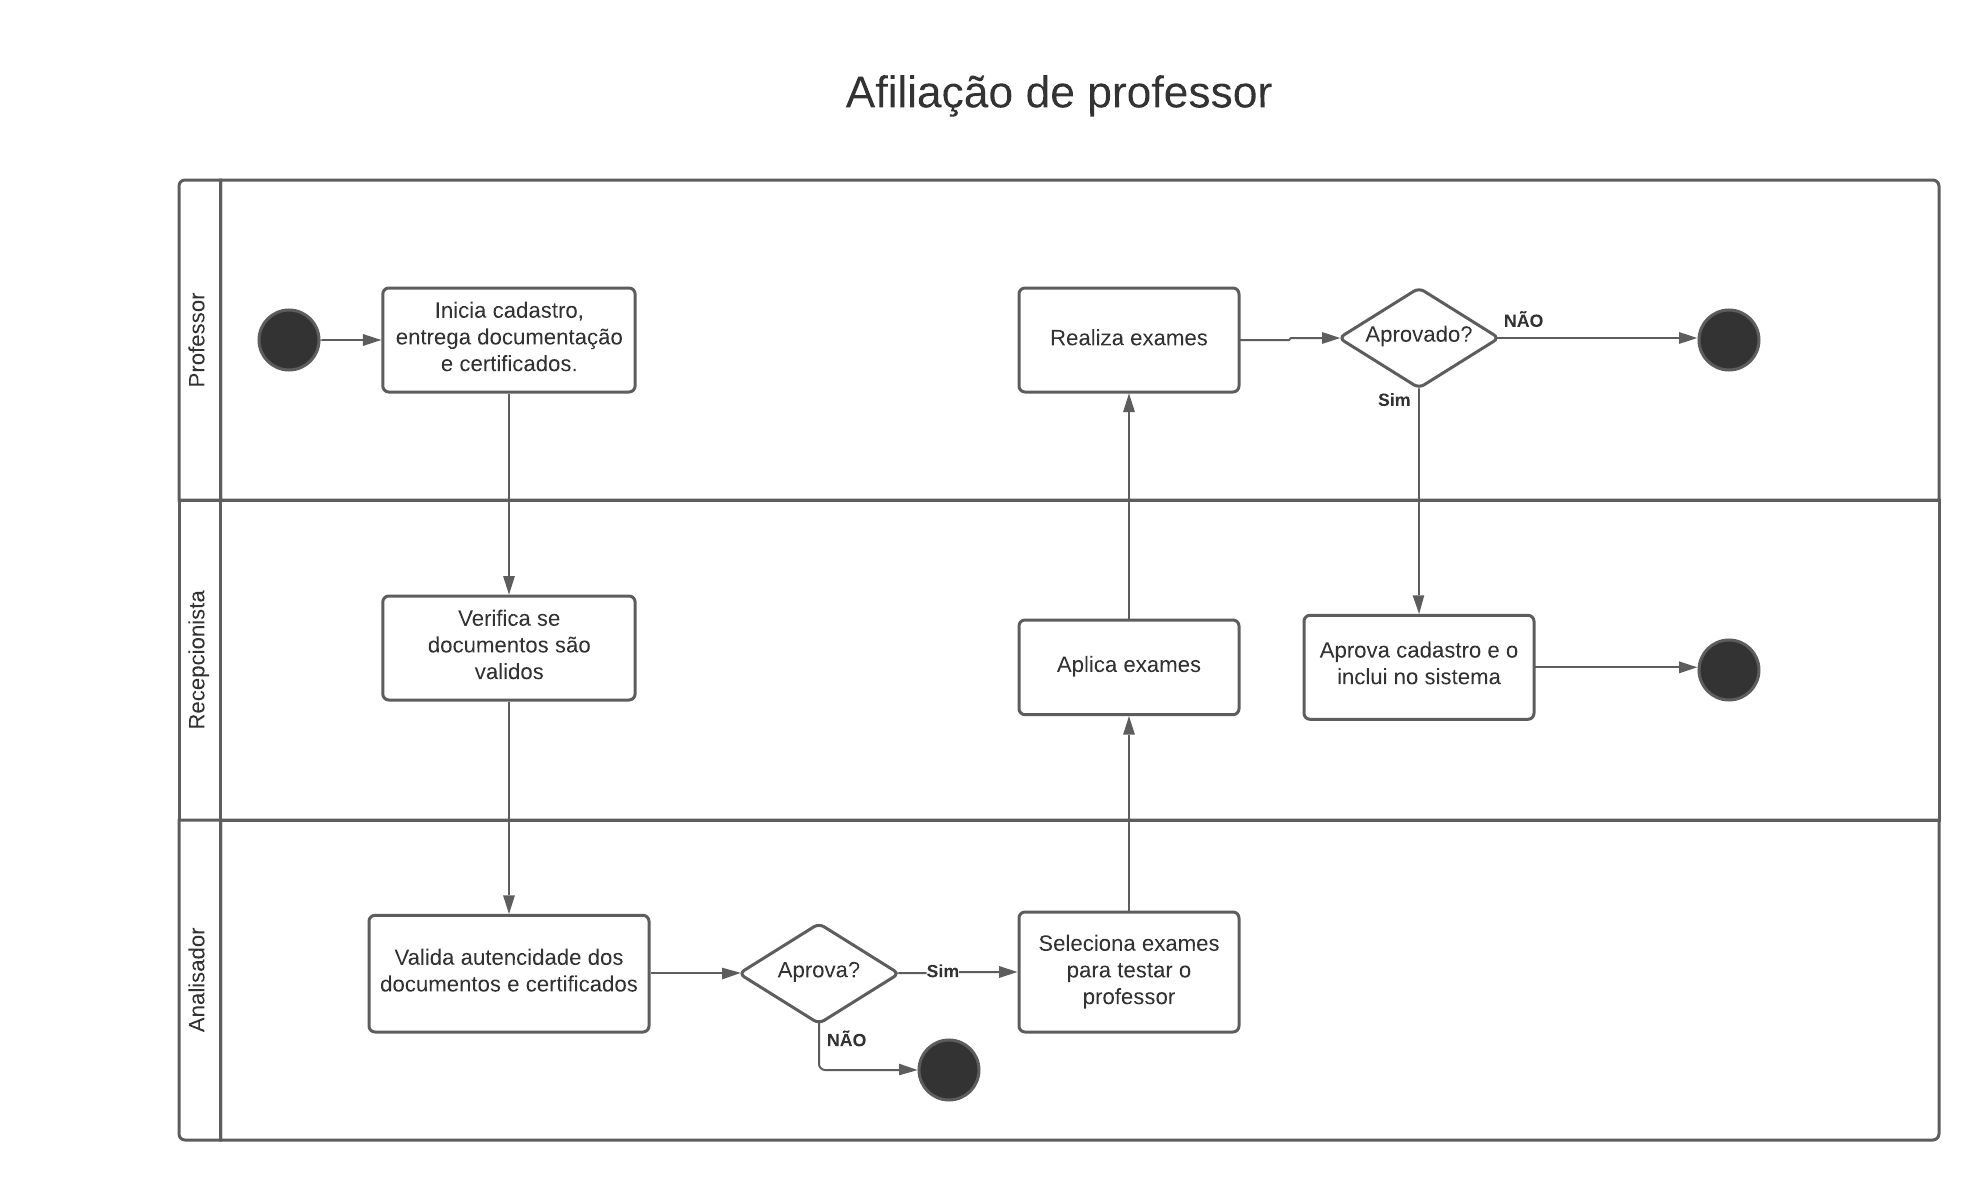 Afiliação de professor
Professor
Inicia cadastro,
entrega documentação
e certificados.
Realiza exames
Aprovado?
NÃO
Sim
Recepcionista
Verifica se
documentos são
validos
Aplica exames
Aprova cadastro e o
inclui no sistema
Analisador
Valida autencidade dos
documentos e certificados
Aprova?
Sim
NÃO
Seleciona exames
para testar o
professor